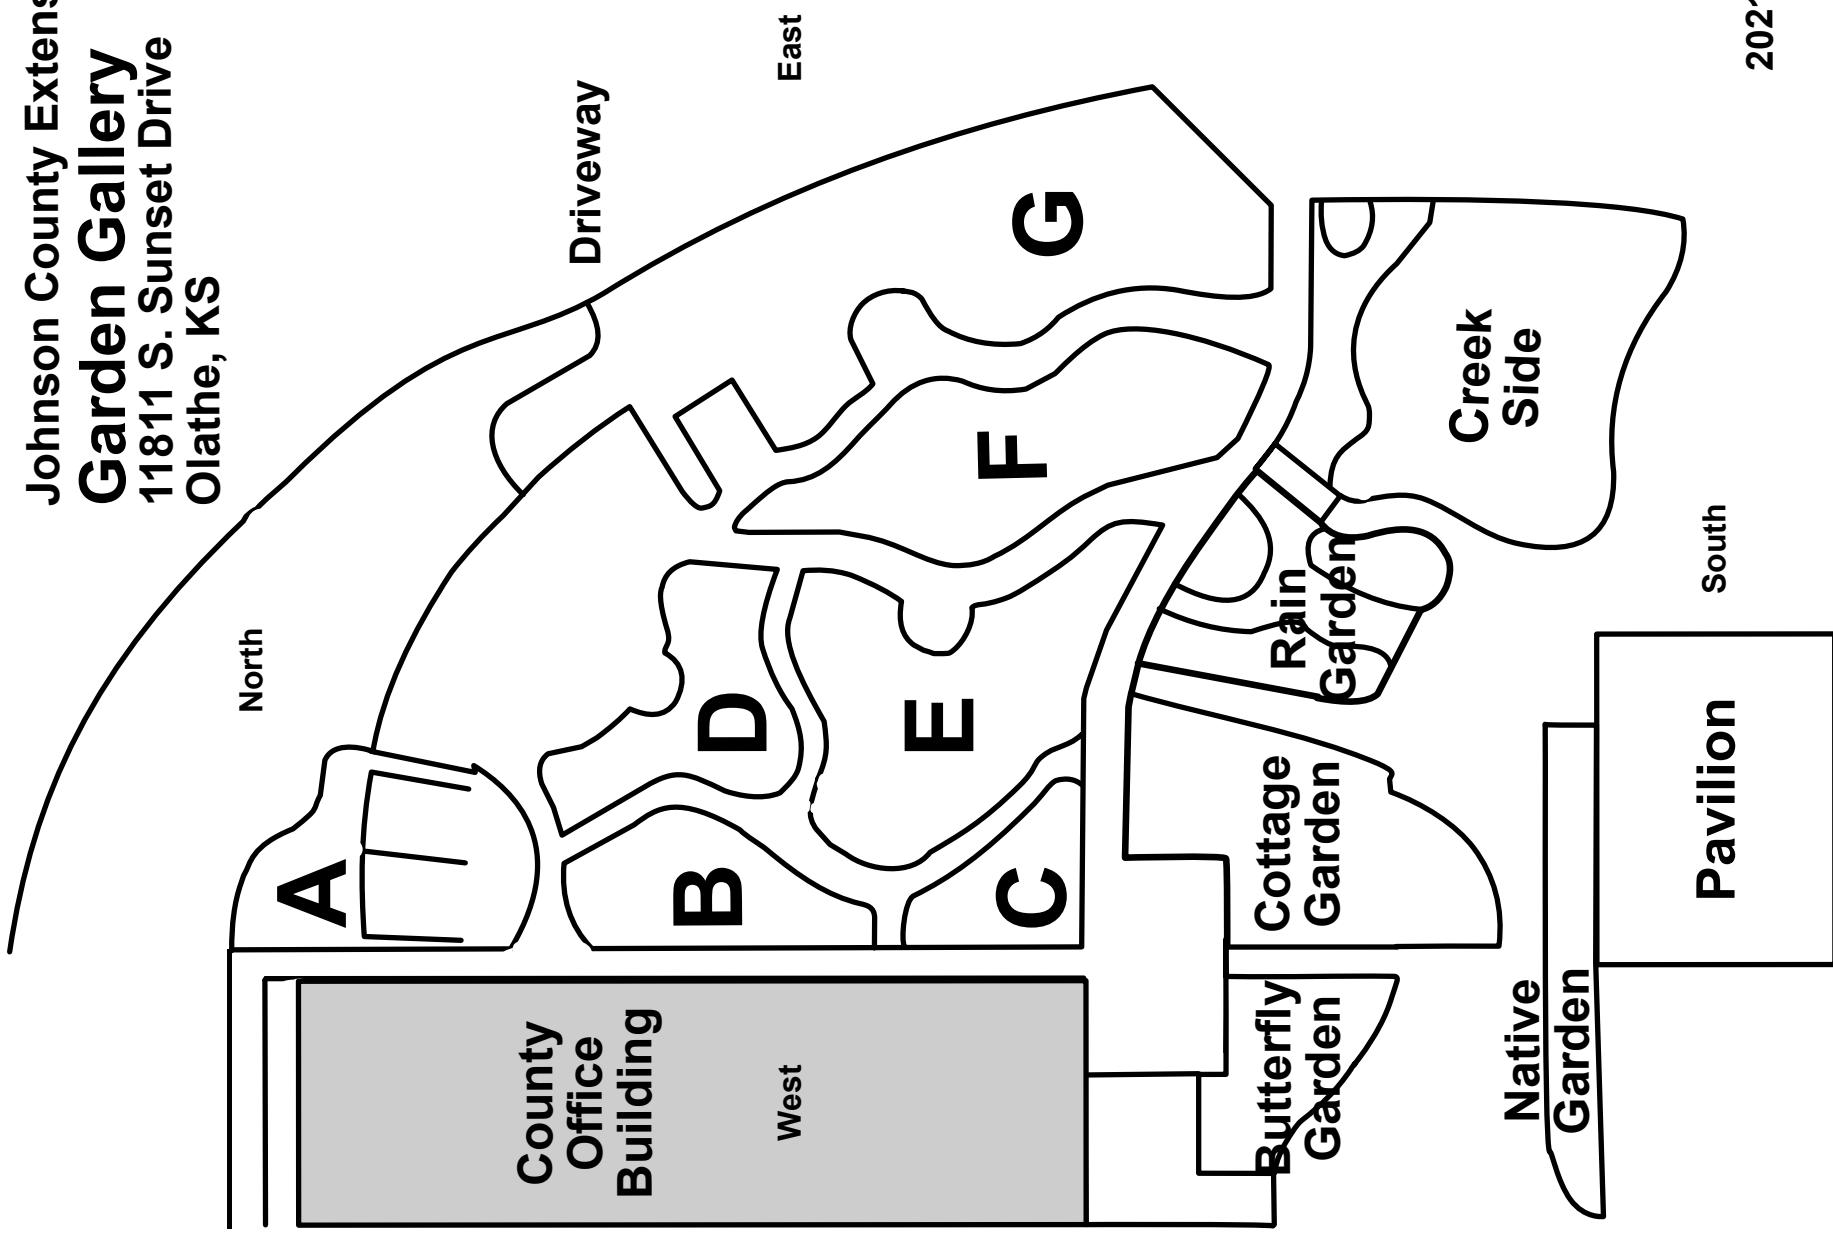 Johnson County Extens
Garden Gallery
11811 S. Sunset Drive
Olathe, KS
North
East
Driveway
A
B
C
D
E
F
G
County
Office
Building
West
Creek
Side
Rain
Garden
Cottage
Garden
Butterfly
Garden
Native
Garden
Pavilion
South
2021